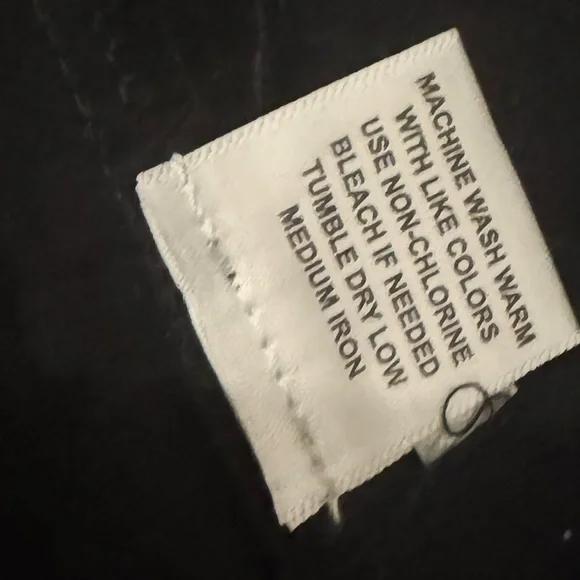 MACHINE WASH WARM
WITH LIKE COLORS
USE NON-CHLORINE
BLEACH IF NEEDED
TUMBLE DRY LOW
MEDIUM IRON